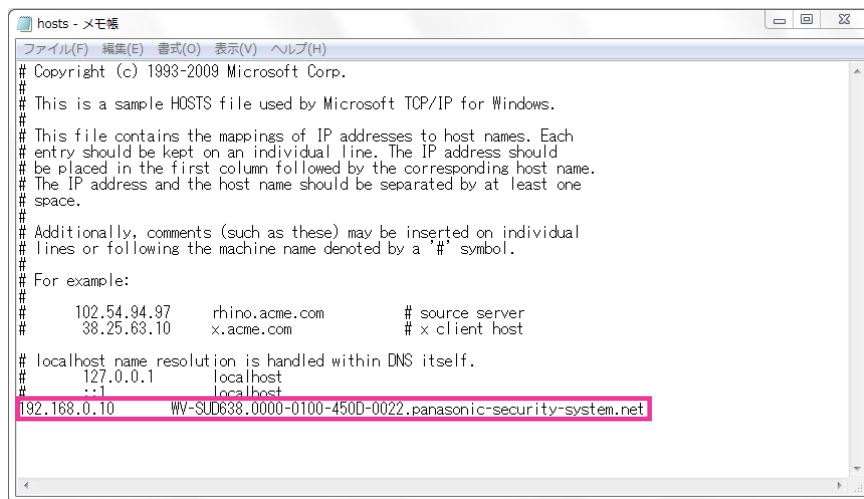 hosts - メモ帳
ファイル(F) 編集(E) 書式(O) 表示(V) ヘルプ(H)
# Copyright (c) 1993-2009 Microsoft Corp.
#
# This is a sample HOSTS file used by Microsoft TCP/IP for Windows.
#
# This file contains the mappings of IP addresses to host names. Each
# entry should be kept on an individual line. The IP address should
# be placed in the first column followed by the corresponding host name.
# The IP address and the host name should be separated by at least one
# space.
#
# Additionally, comments (such as these) may be inserted on individual
# lines or following the machine name denoted by a '#' symbol.
#
# For example:
#
# 102.54.94.97 rhino.acme.com # source server
# 38.25.63.10 x.acme.com # x client host

# localhost name resolution is handled within DNS itself.
# 127.0.0.1 localhost
# ::1 localhost
192.168.0.10 WV-SUD638.0000-0100-450D-0022.panasonic-security-system.net